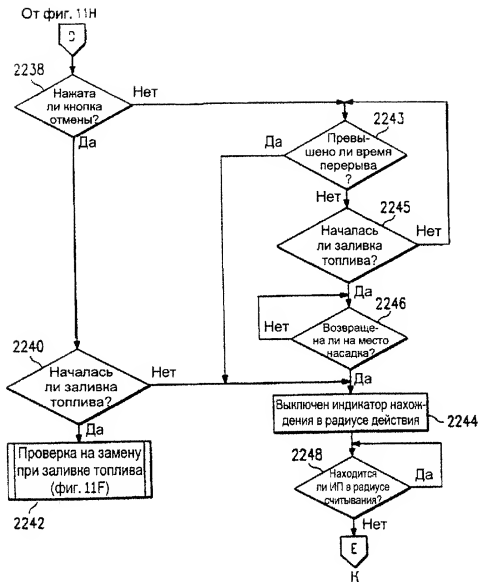 От фиг. 11H
2238
Нажата
ли кнопка
отмены?
Нет
Да
2243
Превы-
шено ли время
перерыва
?
Да
Нет
2245
Началась
ли заливка
топлива?
Нет
Да
2246
Возвраще-
на ли на место
насадка?
Нет
Да
2240
Началась
ли заливка
топлива?
Нет
Да
Выключен индикатор нахож-
дения в радиусе действия
2244
Проверка на замену
при заливке топлива
(фиг. 11F)
2242
2248
Находится
ли ИП в радиусе
считывания?
Да
Нет
E
К